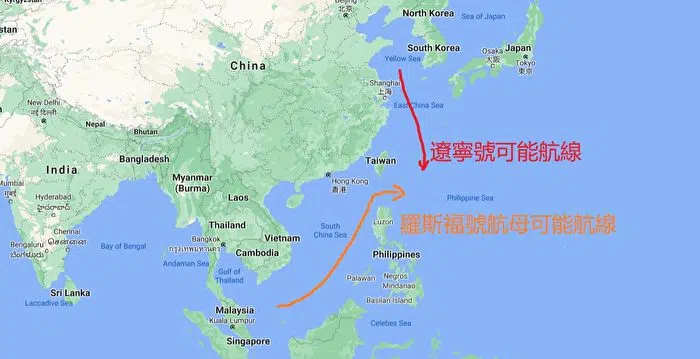 Kyrgyzstan
BEIJING
北京
North Korea
Sea of Japan
Yellow Sea
South Korea
Japan
Osaka
大阪
Tokyo
東京
China
Shanghai
上海
East China Sea
New Delhi
Nepal
Bhutan
遼寧號可能航線
Taiwan
Bangladesh
India
Myanmar
(Burma)
Hong Kong
香港
Mumbai
Hyderabad
Laos
Philippine Sea
Luzon
羅斯福號航母可能航線
Thailand
South
China Sea
Bay of Bengal
Bangkok
Vietnam
Bengaluru
Chennai
Andaman Sea
Cambodia
Philippines
Gulf of
Thailand
Palawan
Negros
Mindanao
Sri Lanka
Basilan Island
Laccadive Sea
Malaysia
Kuala Lumpur
Celebes Sea
Singapore